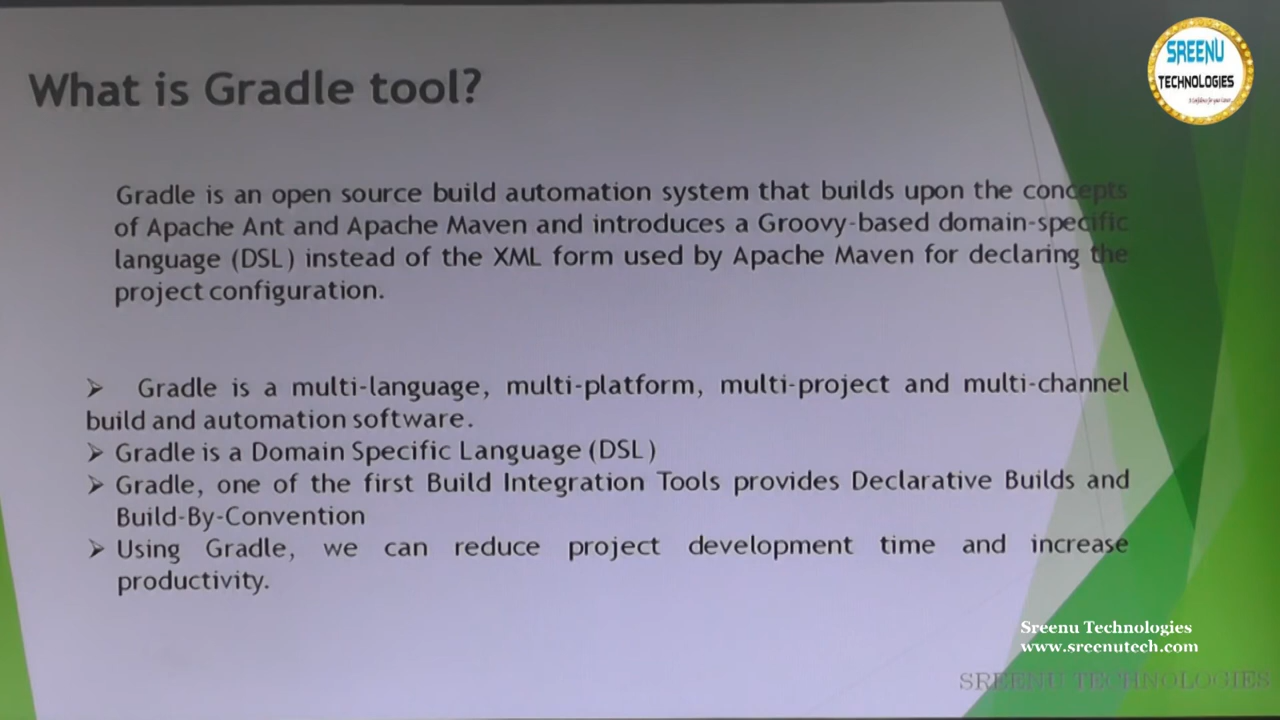 SREENU
TECHNOLOGIES
What is Gradle tool?
Gradle is an open source build automation system that builds upon the concepts
of Apache Ant and Apache Maven and introduces a Groovy-based domain-specific
language (DSL) instead of the XML form used by Apache Maven for declaring the
project configuration.
➢ Gradle is a multi-language, multi-platform, multi-project and multi-channel
build and automation software.
➢ Gradle is a Domain Specific Language (DSL)
➢ Gradle, one of the first Build Integration Tools provides Declarative Builds and
Build-By-Convention
➢ Using Gradle, we can reduce project development time and increase
productivity.
Sreenu Technologies
www.sreenutech.com
SREENU TECHNOLOGIES